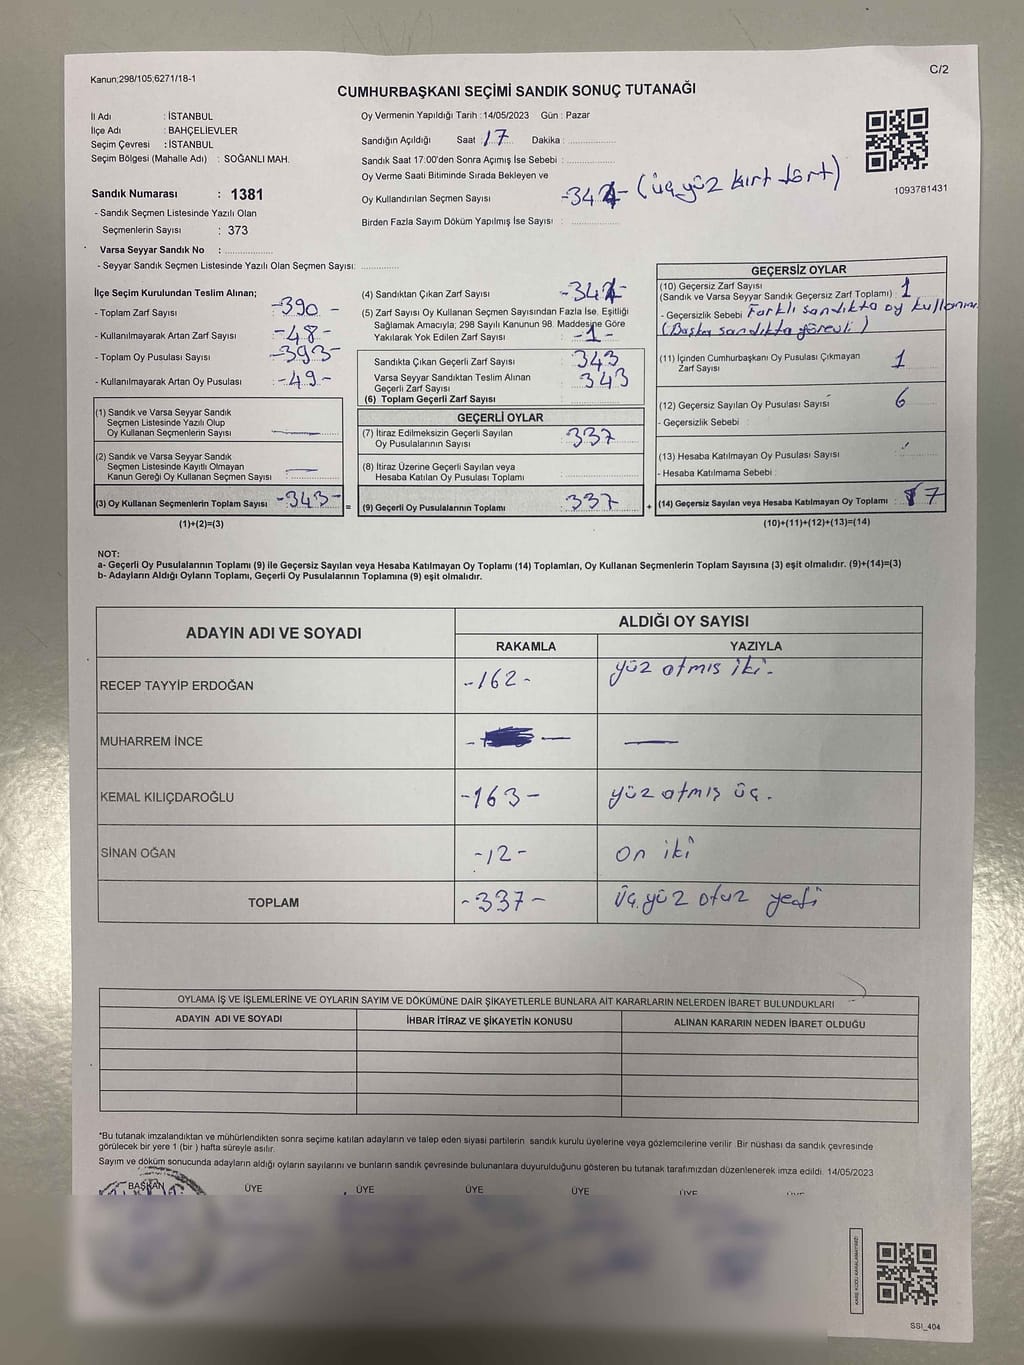 Kanun;298/105;6271/18-1
C/2
CUMHURBAŞKANI SEÇİMİ SANDIK SONUÇ TUTANAĞI
İl Adı : İSTANBUL
İlçe Adı : BAHÇELİEVLER
Seçim Çevresi : İSTANBUL
Seçim Bölgesi (Mahalle Adı) : SOĞANLI MAH.
Sandık Numarası : 1381
- Sandık Seçmen Listesinde Yazılı Olan
Seçmenlerin Sayısı : 373
Varsa Seyyar Sandık No :
- Seyyar Sandık Seçmen Listesinde Yazılı Olan Seçmen Sayısı:
Oy Vermenin Yapıldığı Tarih :14/05/2023 Gün : Pazar
Sandığın Açıldığı Saat : 17 Dakika :
Sandık Saat 17:00'den Sonra Açımış İse Sebebi :
Oy Verme Saati Bitiminde Sırada Bekleyen ve
Oy Kullandırılan Seçmen Sayısı -344- (üç yüz kırt dört)
Birden Fazla Sayım Döküm Yapılmış İse Sayısı :
1093781431
İlçe Seçim Kurulundan Teslim Alınan;
- Toplam Zarf Sayısı -390-
- Kullanılmayarak Artan Zarf Sayısı -48-
- Toplam Oy Pusulası Sayısı -393-
- Kullanılmayarak Artan Oy Pusulası -49-
(1) Sandık ve Varsa Seyyar Sandık
Seçmen Listesinde Yazılı Olup
Oy Kullanan Seçmenlerin Sayısı
(2) Sandık ve Varsa Seyyar Sandık
Seçmen Listesinde Kayıtlı Olmayan
Kanun Gereği Oy Kullanan Seçmen Sayısı
(3) Oy Kullanan Seçmenlerin Toplam Sayısı -343- =
(1)+(2)=(3)
(4) Sandıktan Çıkan Zarf Sayısı -344-
(5) Zarf Sayısı Oy Kullanan Seçmen Sayısından Fazla İse, Eşitliği
Sağlamak Amacıyla; 298 Sayılı Kanunun 98. Maddesine Göre
Yakılarak Yok Edilen Zarf Sayısı -1-
Sandıkta Çıkan Geçerli Zarf Sayısı 343
Varsa Seyyar Sandıktan Teslim Alınan
Geçerli Zarf Sayısı 343
(6) Toplam Geçerli Zarf Sayısı
GEÇERLİ OYLAR
(7) İtiraz Edilmeksizin Geçerli Sayılan
Oy Pusulalarının Sayısı 337
(8) İtiraz Üzerine Geçerli Sayılan veya
Hesaba Katılan Oy Pusulası Toplamı
(9) Geçerli Oy Pusulalarının Toplamı 337 +
GEÇERSİZ OYLAR
(10) Geçersiz Zarf Sayısı
(Sandık ve Varsa Seyyar Sandık Geçersiz Zarf Toplamı) : 1
- Geçersizlik Sebebi Farklı sandıkta oy kullanımı
(Başka sandıkta görevli)
(11) İçinden Cumhurbaşkanı Oy Pusulası Çıkmayan
Zarf Sayısı 1
(12) Geçersiz Sayılan Oy Pusulası Sayısı 6
- Geçersizlik Sebebi :
(13) Hesaba Katılmayan Oy Pusulası Sayısı
- Hesaba Katılmama Sebebi :
(14) Geçersiz Sayılan veya Hesaba Katılmayan Oy Toplamı : 7
(10)+(11)+(12)+(13)=(14)
NOT:
a- Geçerli Oy Pusulalarının Toplamı (9) ile Geçersiz Sayılan veya Hesaba Katılmayan Oy Toplamı (14) Toplamları, Oy Kullanan Seçmenlerin Toplam Sayısına (3) eşit olmalıdır. (9)+(14)=(3)
b- Adayların Aldığı Oyların Toplamı, Geçerli Oy Pusulalarının Toplamına (9) eşit olmalıdır.
ADAYIN ADI VE SOYADI
ALDIĞI OY SAYISI
RAKAMLA YAZIYLA
RECEP TAYYİP ERDOĞAN -162- yüz atmış iki-
MUHARREM İNCE
KEMAL KILIÇDAROĞLU -163- yüz atmış üç.
SİNAN OĞAN -12- on iki
TOPLAM -337- üç yüz otuz yedi
OYLAMA İŞ VE İŞLEMLERİNE VE OYLARIN SAYIM VE DÖKÜMÜNE DAİR ŞİKAYETLERLE BUNLARA AİT KARARLARIN NELERDEN İBARET BULUNDUKLARI
ADAYIN ADI VE SOYADI İHBAR İTİRAZ VE ŞİKAYETİN KONUSU ALINAN KARARIN NEDEN İBARET OLDUĞU
*Bu tutanak imzalandıktan ve mühürlendikten sonra seçime katılan adayların ve talep eden siyasi partilerin sandık kurulu üyelerine veya gözlemcilerine verilir Bir nüshası da sandık çevresinde
görülecek bir yere 1 (bir ) hafta süreyle asılır.
Sayım ve döküm sonucunda adayların aldığı oyların sayılarını ve bunların sandık çevresinde bulunanlara duyurulduğunu gösteren bu tutanak tarafımızdan düzenlenerek imza edildi. 14/05/2023
BAŞKAN ÜYE ÜYE ÜYE ÜYE ÜYE ÜYE
KARE KODU KARALAMAYINIZ!
SSI_404